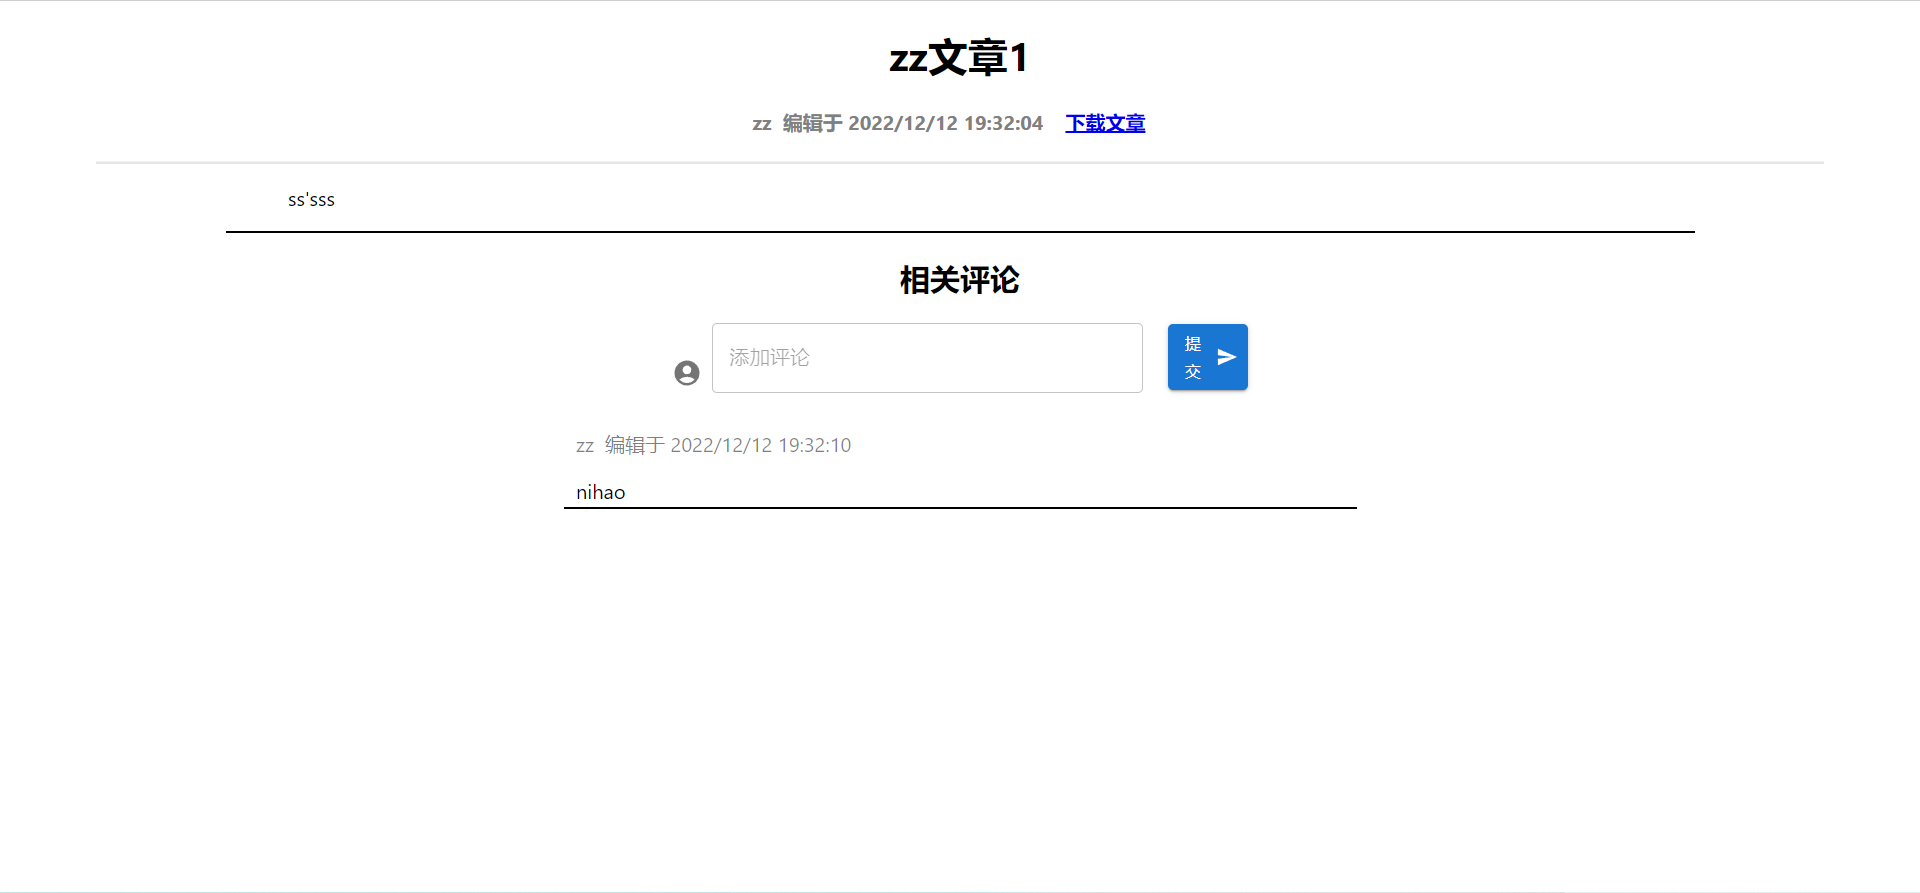 zz文章1
zz 编辑于 2022/12/12 19:32:04 下载文章
ss'sss
相关评论
添加评论
提
交
zz 编辑于 2022/12/12 19:32:10
nihao